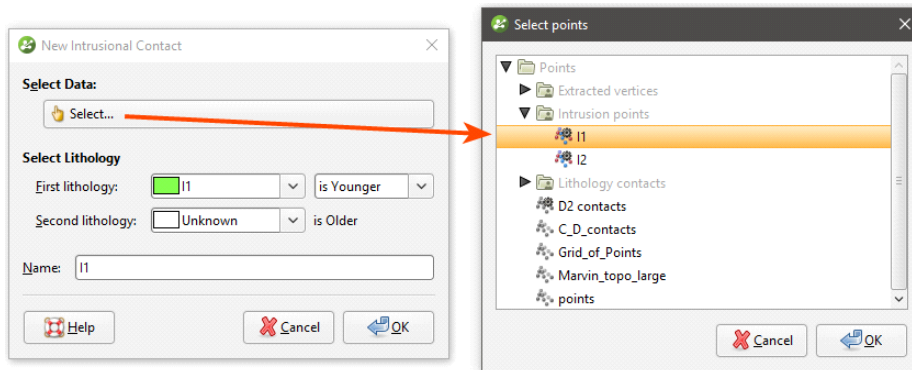 New Intrusional Contact
Select Data:
Select...
Select Lithology
First lithology: I1 is Younger
Second lithology: Unknown is Older
Name: I1
Help Cancel OK
Select points
Points
Extracted vertices
Intrusion points
I1
I2
Lithology contacts
D2 contacts
C_D_contacts
Grid_of_Points
Marvin_topo_large
points
Cancel OK